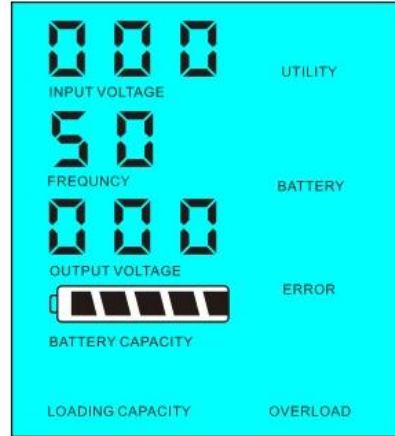 000
UTILITY
INPUT VOLTAGE
50
FREQUNCY
BATTERY
000
OUTPUT VOLTAGE
ERROR
BATTERY CAPACITY
LOADING CAPACITY
OVERLOAD